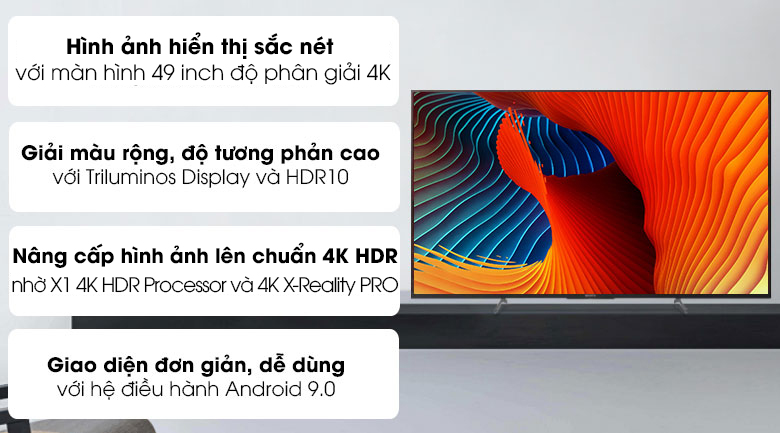 Hình ảnh hiển thị sắc nét
với màn hình 49 inch độ phân giải 4K
Giải màu rộng, độ tương phản cao
với Triluminos Display và HDR10
Nâng cấp hình ảnh lên chuẩn 4K HDR
nhờ X1 4K HDR Processor và 4K X-Reality PRO
Giao diện đơn giản, dễ dùng
với hệ điều hành Android 9.0